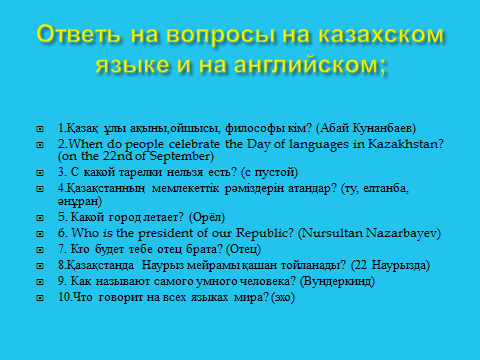 Ответь на вопросы на казахском
языке и на английском;
1.Қазақ ұлы ақыны,ойшысы, философы кім? (Абай Кунанбаев)
2.When do people celebrate the Day of languages in Kazakhstan?
(on the 22nd of September)
3. С какой тарелки нельзя есть? (с пустой)
4.Қазақстанның мемлекеттік рәміздерін атаңдар? (ту, елтанба,
әнұран)
5. Какой город летает? (Орёл)
6. Who is the president of our Republic? (Nursultan Nazarbayev)
7. Кто будет тебе отец брата? (Отец)
8.Қазақстанда Наурыз мейрамы қашан тойланады? (22 Наурызда)
9. Как называют самого умного человека? (Вундеркинд)
10.Что говорит на всех языках мира? (эхо)